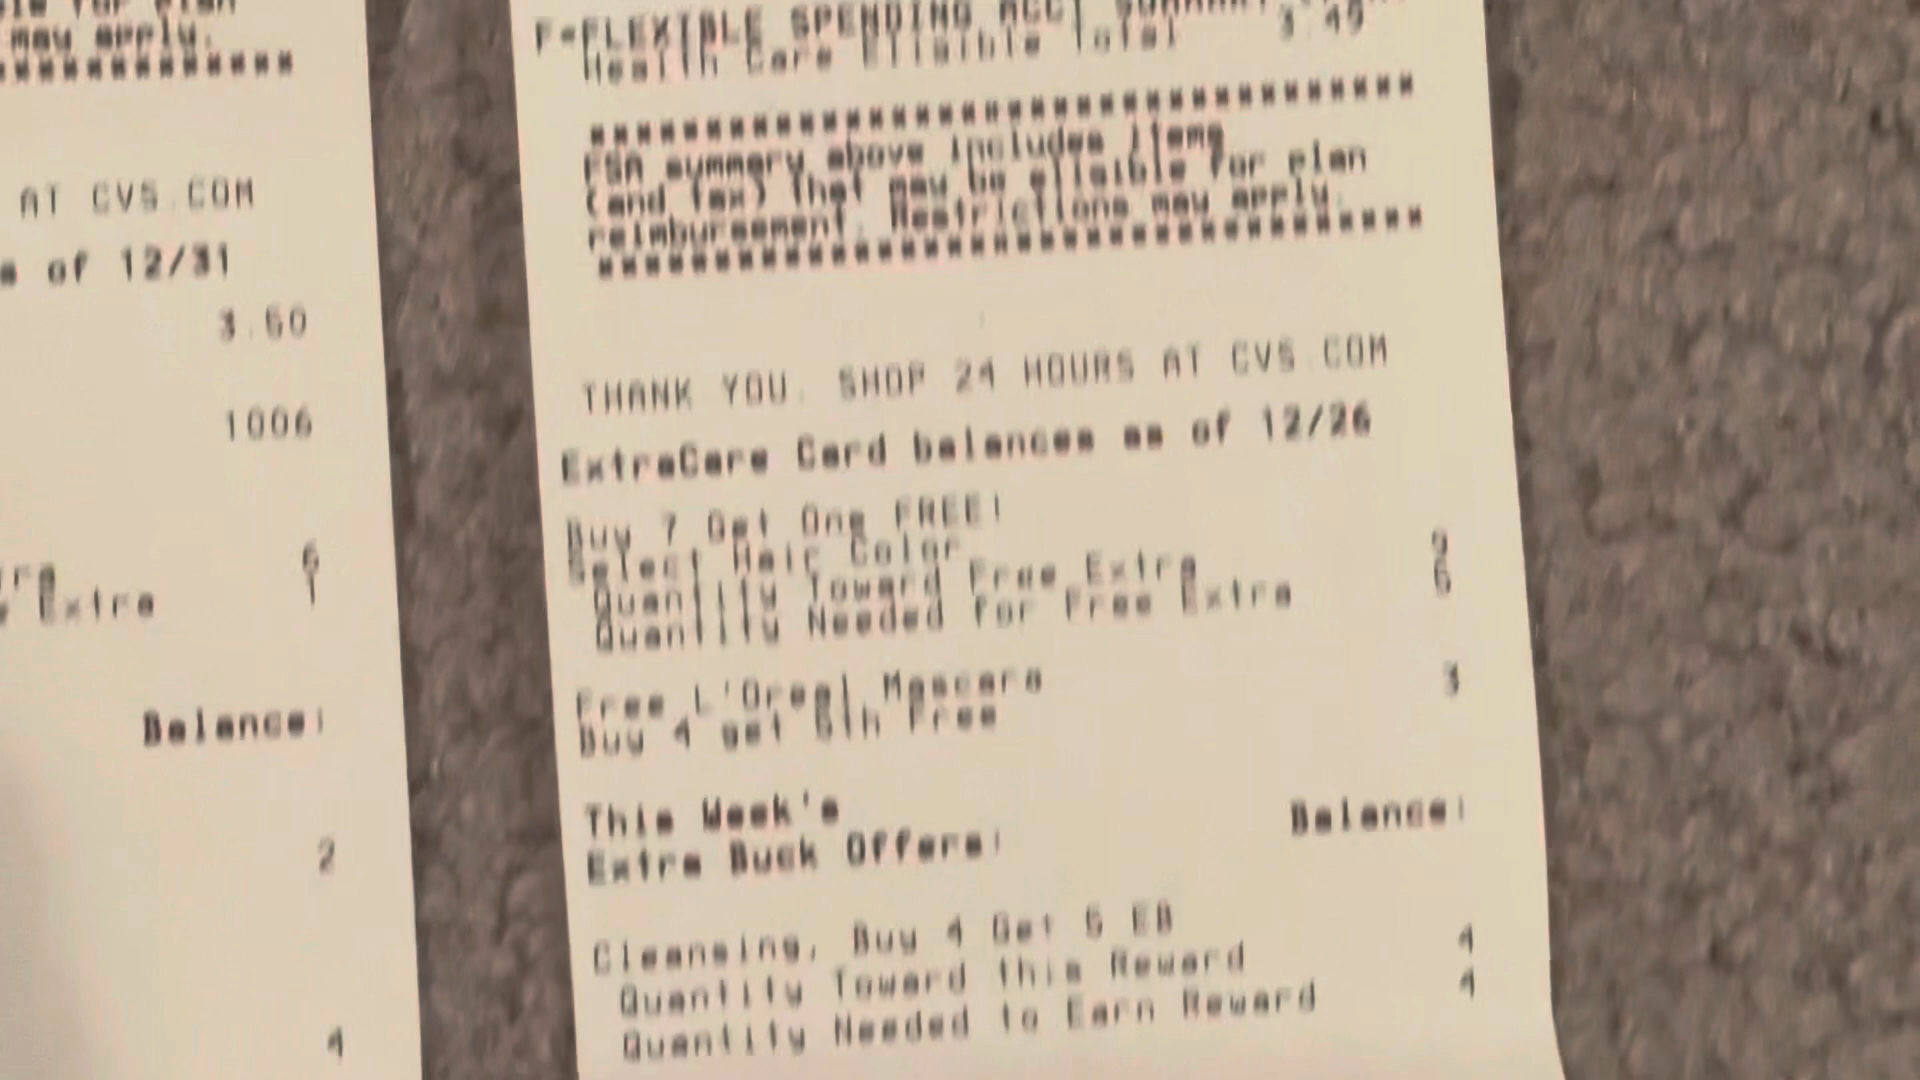 may apply.
AT CVS.COM
of 12/31
3.50
1006
6
Extra 1
Balance:
2
4
F=FLEXIBLE SPENDING ACCT SUMMARY
Health Care Eligible Total 3.49
************************************
FSA summary above includes items
(and tax) that may be eligible for plan
reimbursement. Restrictions may apply.
************************************
THANK YOU. SHOP 24 HOURS AT CVS.COM
ExtraCare Card balances as of 12/26
Buy 7 Get One FREE!
Select Hair Color
Quantity Toward Free Extra
Quantity Needed for Free Extra
Free L'Oreal Mascara 3
Buy 4 get 5th Free
This Week's
Extra Buck Offers: Balance:
Cleansing, Buy 4 Get 5 EB
Quantity Toward this Reward 4
Quantity Needed to Earn Reward 4